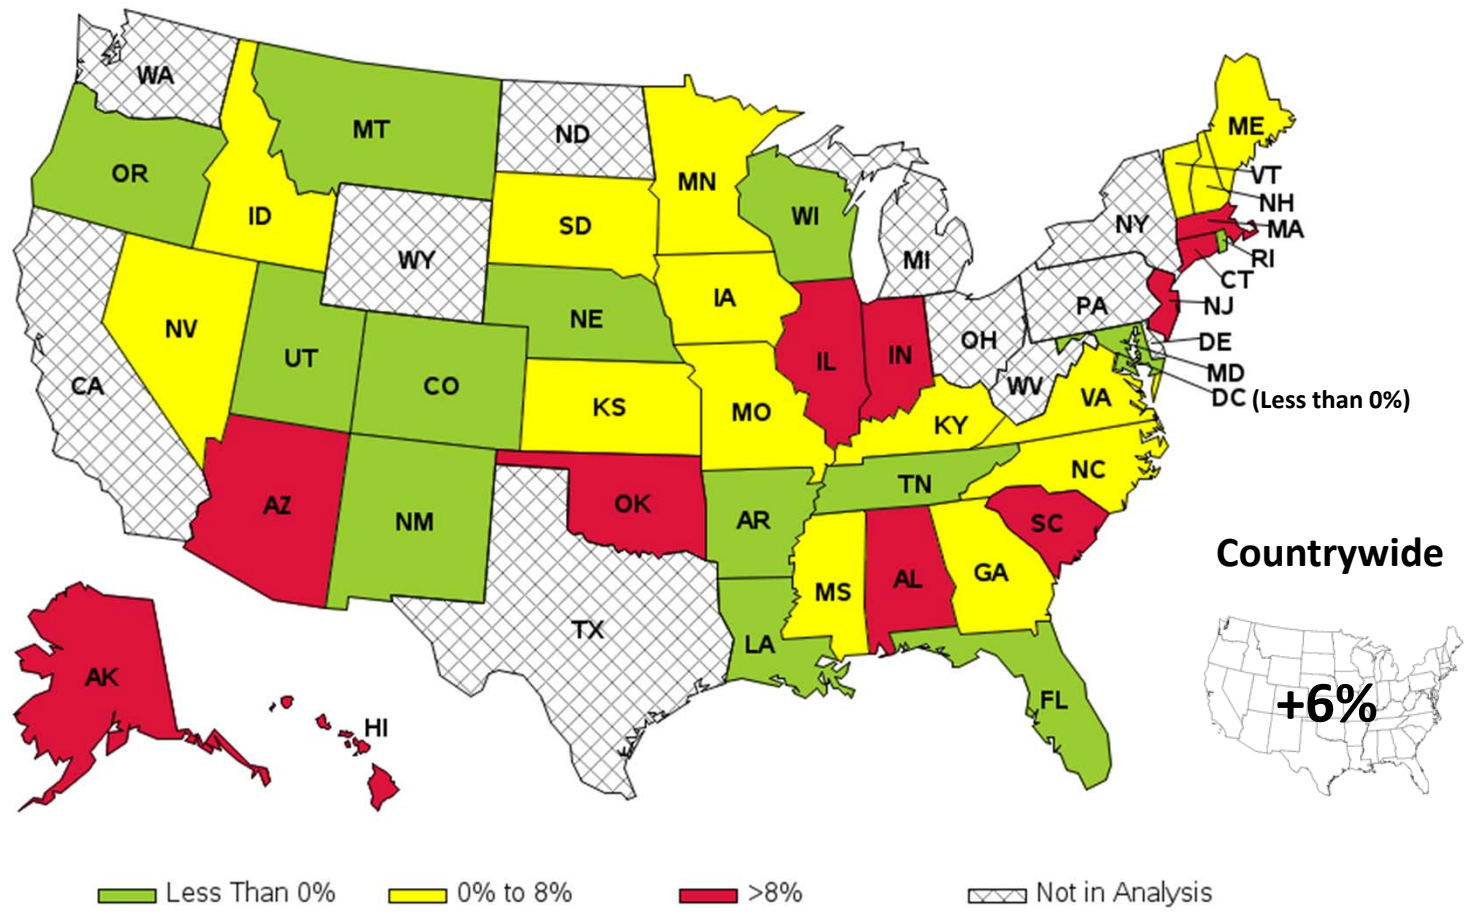 WA
MT
ND
ME
OR
MN
VT
ID
SD
WI
NH
NY
MA
WY
MI
RI
CT
IA
NV
NE
PA
NJ
OH
DE
UT
IL
IN
MD
CA
CO
WV
VA
DC (Less than 0%)
KS
MO
KY
NC
TN
AZ
OK
NM
AR
SC
Countrywide
MS
AL
GA
TX
LA
AK
FL
+6%
HI
Less Than 0%
0% to 8%
>8%
Not in Analysis